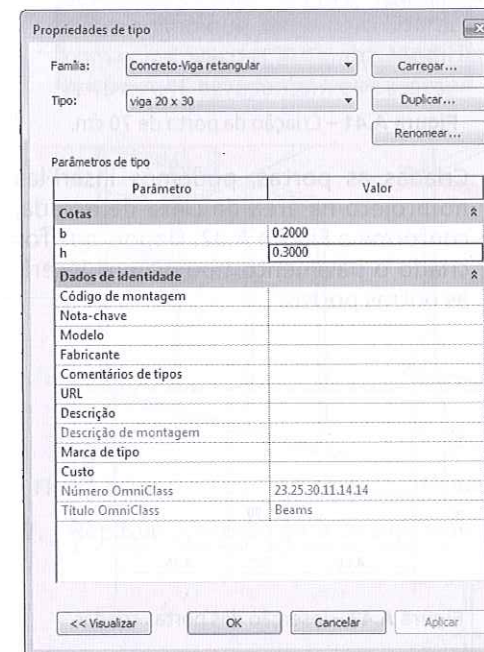 Propriedades de tipo
Família: Concreto-Viga retangular Carregar...
Tipo: viga 20 x 30 Duplicar...
Renomear...
Parâmetros de tipo
Parâmetro Valor
Cotas
b 0.2000
h 0.3000
Dados de identidade
Código de montagem
Nota-chave
Modelo
Fabricante
Comentários de tipos
URL
Descrição
Descrição de montagem
Marca de tipo
Custo
Número OmniClass 23.25.30.11.14.14
Título OmniClass Beams
<< Visualizar OK Cancelar Aplicar